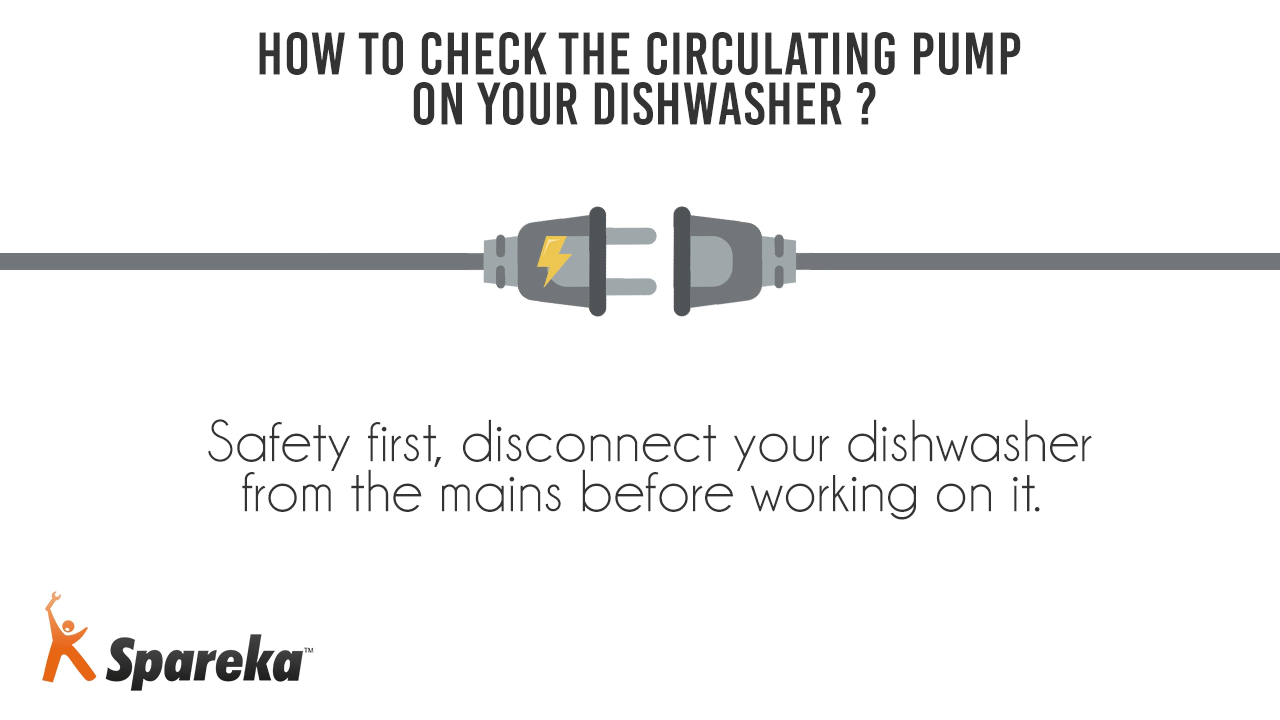 HOW TO CHECK THE CIRCULATING PUMP
ON YOUR DISHWASHER ?
Safety first, disconnect your dishwasher
from the mains before working on it.
Spareka™